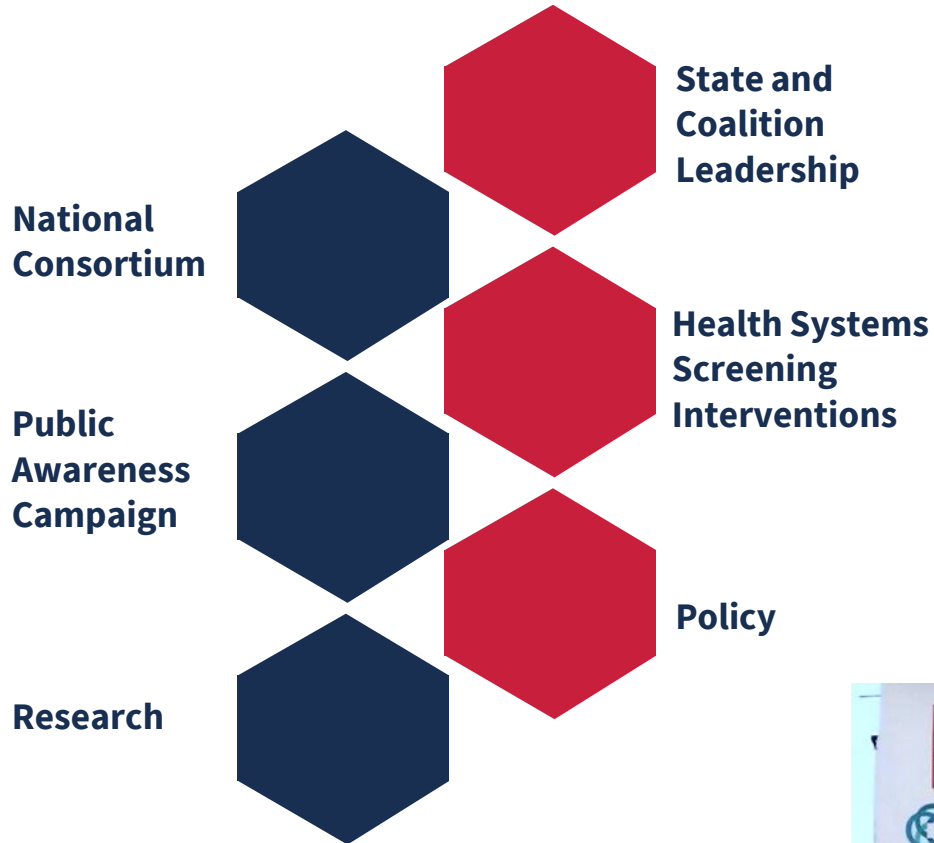 State and
Coalition
Leadership
National
Consortium
Health Systems
Screening
Interventions
Public
Awareness
Campaign
Policy
Research